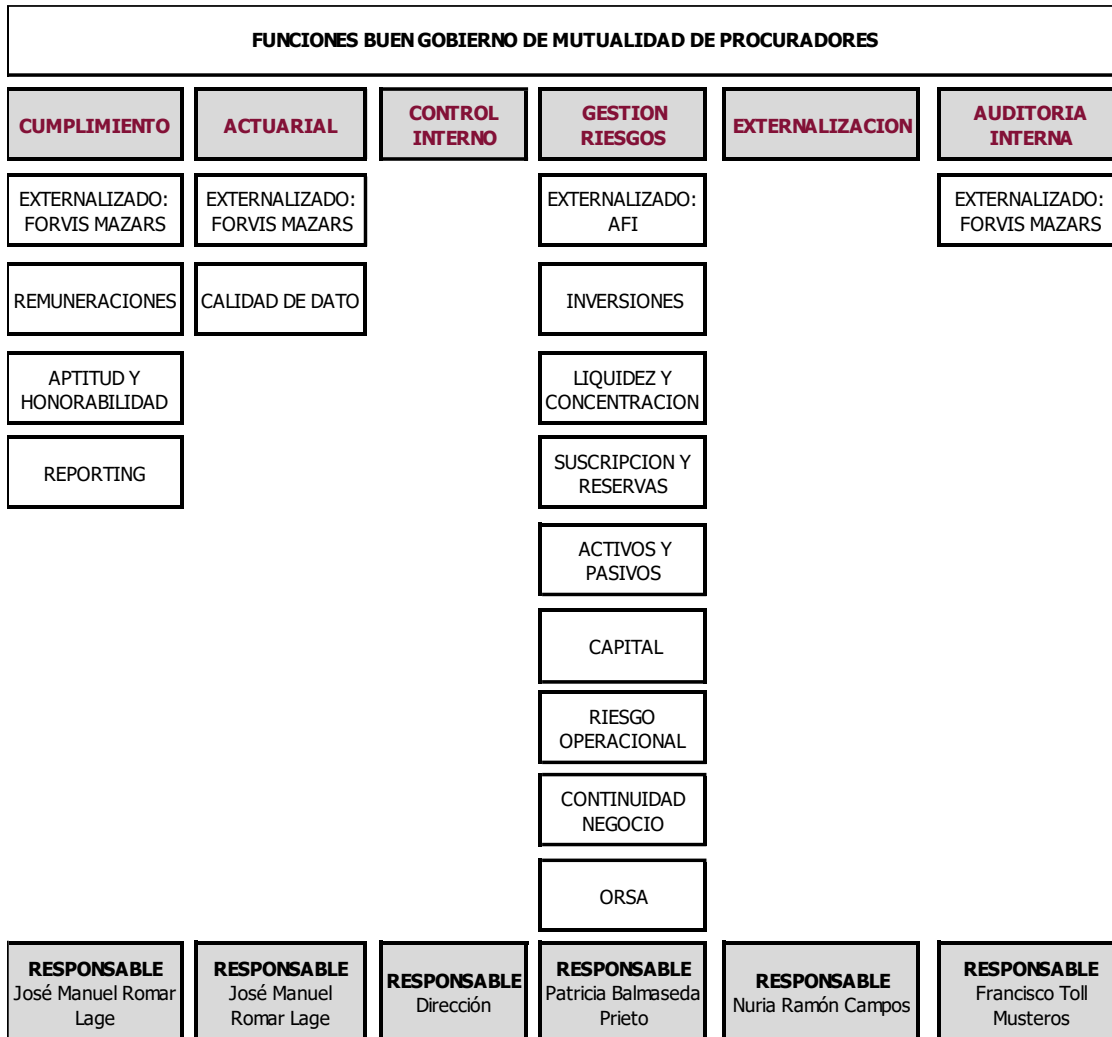 FUNCIONES BUEN GOBIERNO DE MUTUALIDAD DE PROCURADORES
CUMPLIMIENTO
ACTUARIAL
CONTROL
INTERNO
GESTION
RIESGOS
EXTERNALIZACION
AUDITORIA
INTERNA
EXTERNALIZADO:
FORVIS MAZARS
EXTERNALIZADO:
FORVIS MAZARS
EXTERNALIZADO:
AFI
EXTERNALIZADO:
FORVIS MAZARS
REMUNERACIONES
CALIDAD DE DATO
INVERSIONES
APTITUD Y
HONORABILIDAD
LIQUIDEZ Y
CONCENTRACION
REPORTING
SUSCRIPCION Y
RESERVAS
ACTIVOS Y
PASIVOS
CAPITAL
RIESGO
OPERACIONAL
CONTINUIDAD
NEGOCIO
ORSA
RESPONSABLE
José Manuel Romar
Lage
RESPONSABLE
José Manuel
Romar Lage
RESPONSABLE
Dirección
RESPONSABLE
Patricia Balmaseda
Prieto
RESPONSABLE
Nuria Ramón Campos
RESPONSABLE
Francisco Toll
Musteros